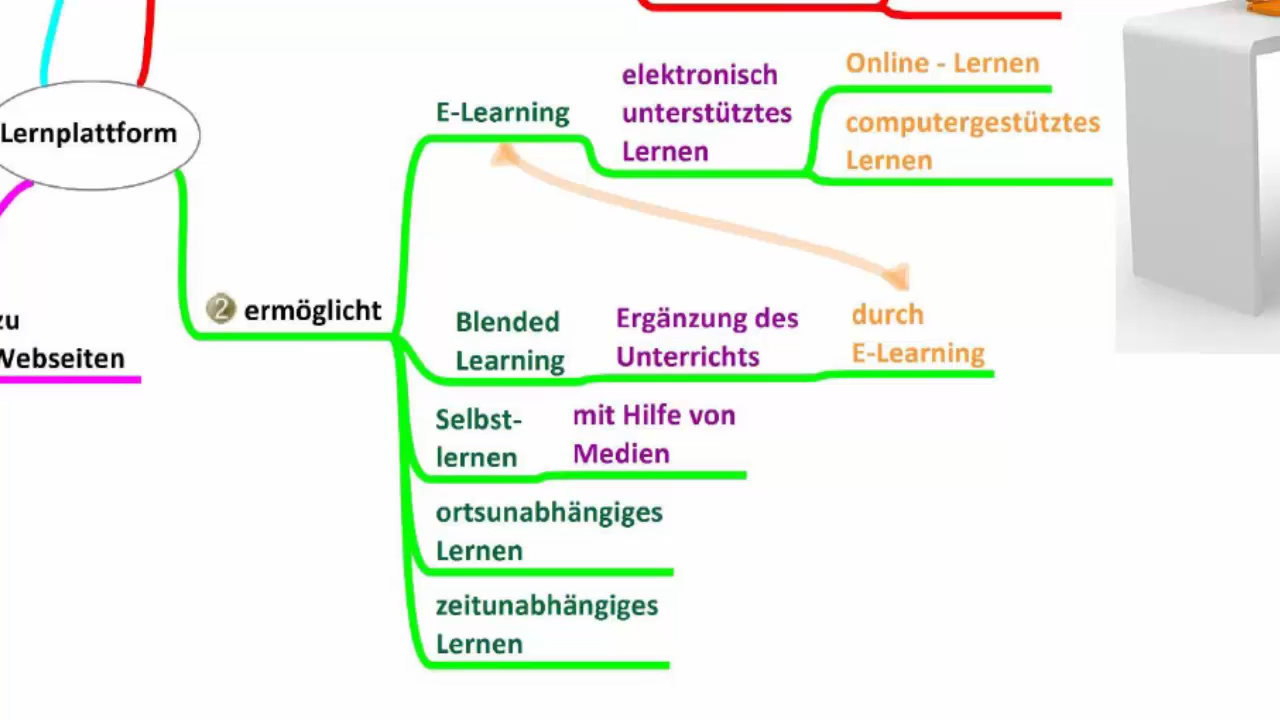 Lernplattform
E-Learning
elektronisch
unterstütztes
Lernen
Online - Lernen
computergestütztes
Lernen
2 ermöglicht
Blended
Learning
Ergänzung des
Unterrichts
durch
E-Learning
Selbst-
lernen
mit Hilfe von
Medien
ortsunabhängiges
Lernen
zeitunabhängiges
Lernen
zu
Webseiten